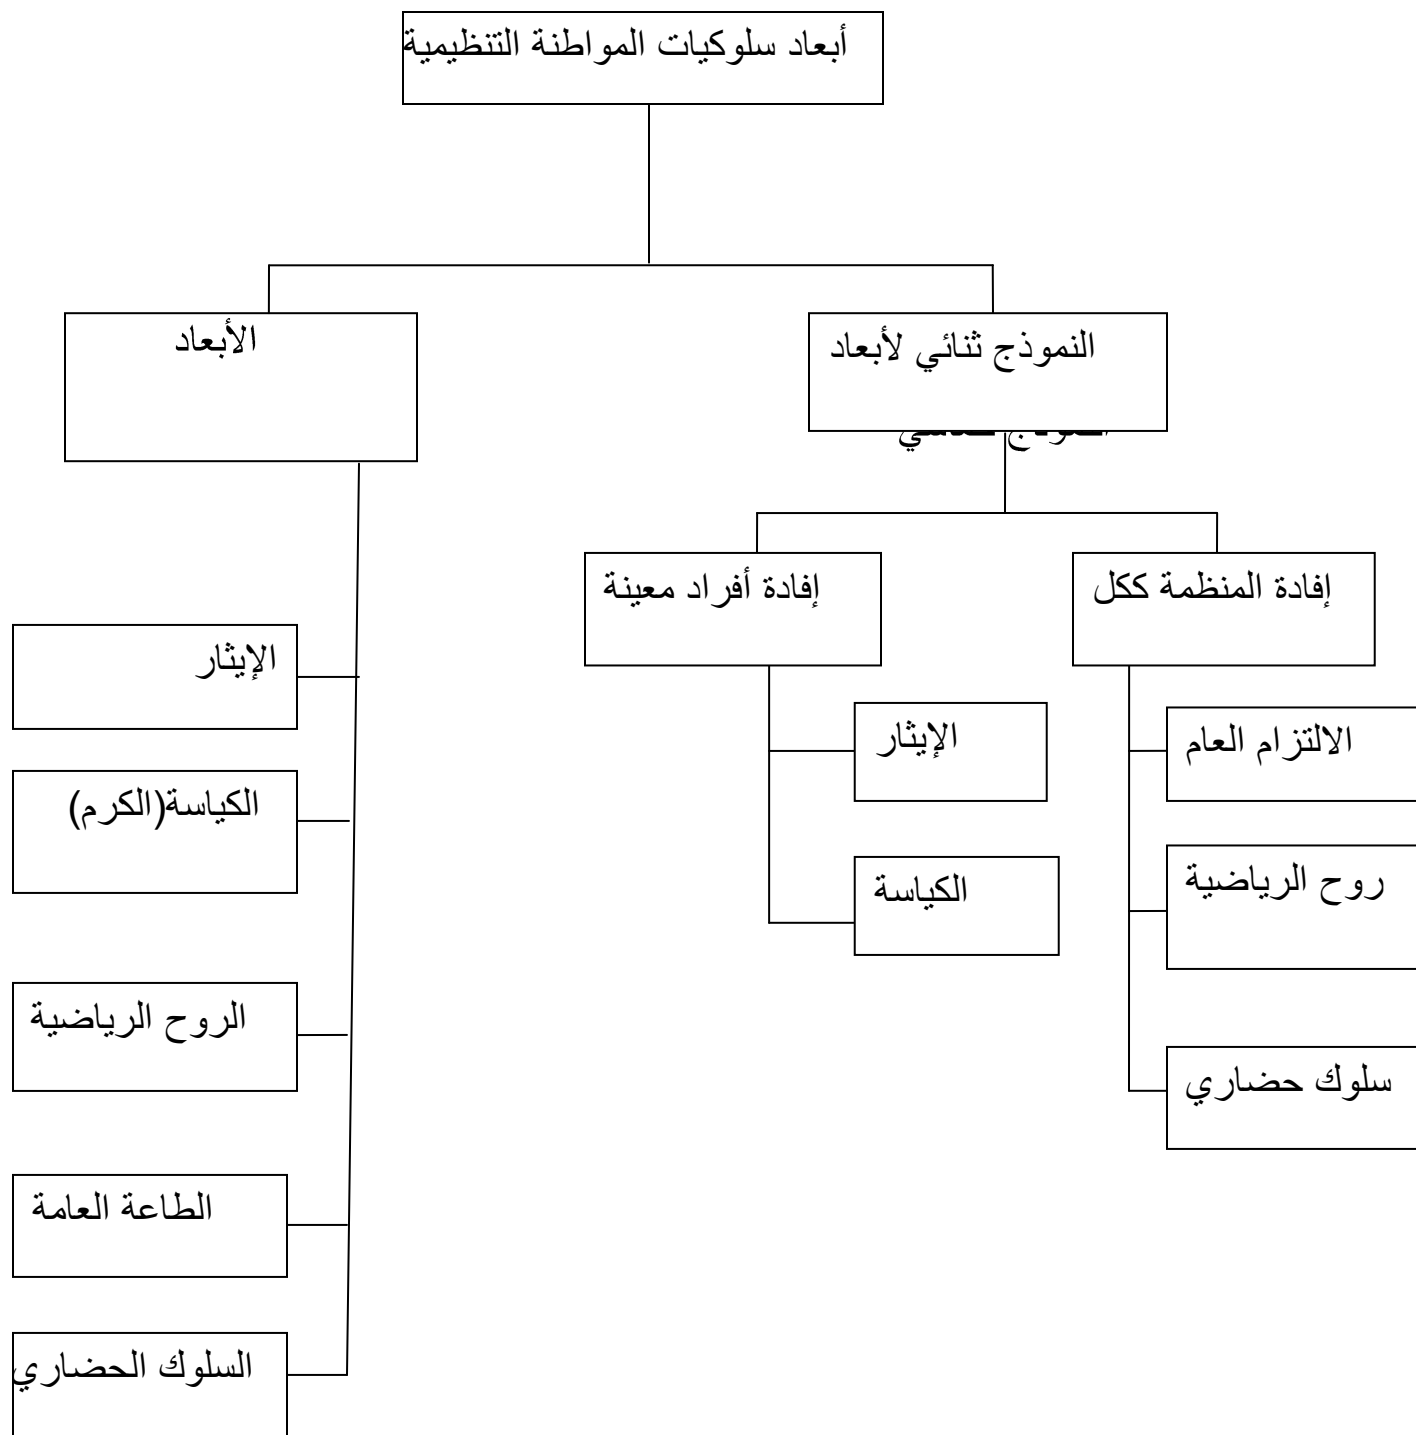 أبعاد سلوكيات المواطنة التنظيمية
النموذج ثنائي لأبعاد
الأبعاد
إفادة المنظمة ككل
إفادة أفراد معينة
الالتزام العام
روح الرياضية
سلوك حضاري
الإيثار
الكياسة
الإيثار
الكياسة(الكرم)
الروح الرياضية
الطاعة العامة
السلوك الحضاري